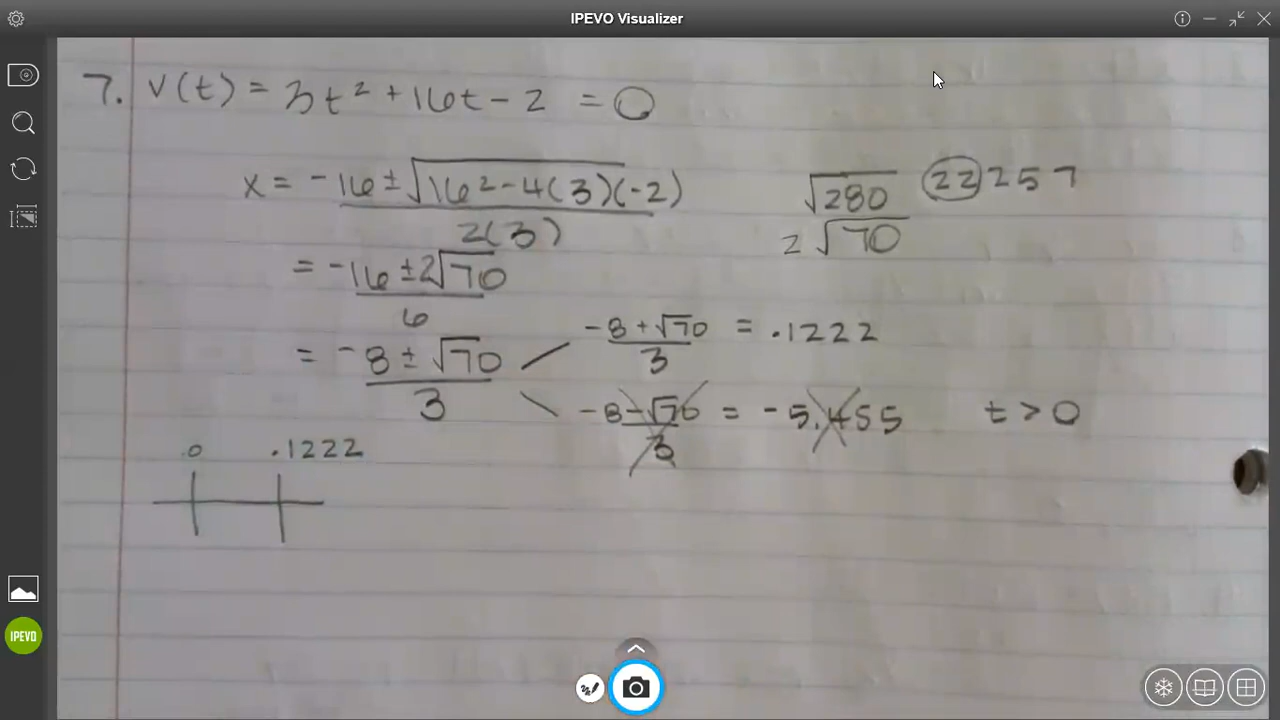 IPEVO Visualizer
7. v(t) = 3t² + 16t - 2 = 0
x = -16 ± √16² - 4(3)(-2)
2(3)
√280 22257
2√70
= -16 ± 2√70
6
= -8 ± √70
3
-8 + √70 = .1222
3
-8 - √70 = -5.455 t > 0
3
0 .1222
IPEVO